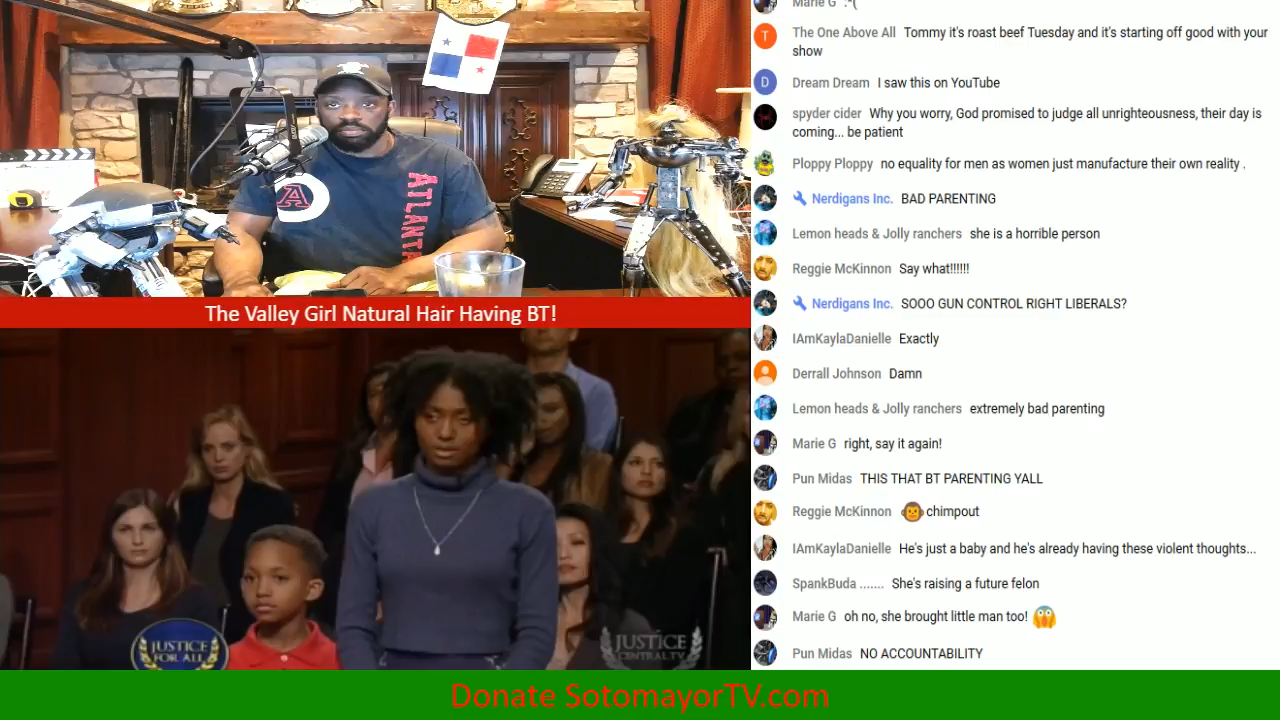 ATLANTA
A
The Valley Girl Natural Hair Having BT!
JUSTICE
FOR ALL
JUSTICE
CENTRAL.TV
Marie G :*(
The One Above All Tommy it's roast beef Tuesday and it's starting off good with your
show
Dream Dream I saw this on YouTube
spyder cider Why you worry, God promised to judge all unrighteousness, their day is
coming... be patient
Ploppy Ploppy no equality for men as women just manufacture their own reality .
Nerdigans Inc. BAD PARENTING
Lemon heads & Jolly ranchers she is a horrible person
Reggie McKinnon Say what!!!!!!
Nerdigans Inc. SOOO GUN CONTROL RIGHT LIBERALS?
IAmKaylaDanielle Exactly
Derrall Johnson Damn
Lemon heads & Jolly ranchers extremely bad parenting
Marie G right, say it again!
Pun Midas THIS THAT BT PARENTING YALL
Reggie McKinnon 🐵chimpout
IAmKaylaDanielle He's just a baby and he's already having these violent thoughts...
SpankBuda ....... She's raising a future felon
Marie G oh no, she brought little man too! 😱
Pun Midas NO ACCOUNTABILITY
T
D
Donate SotomayorTV.com